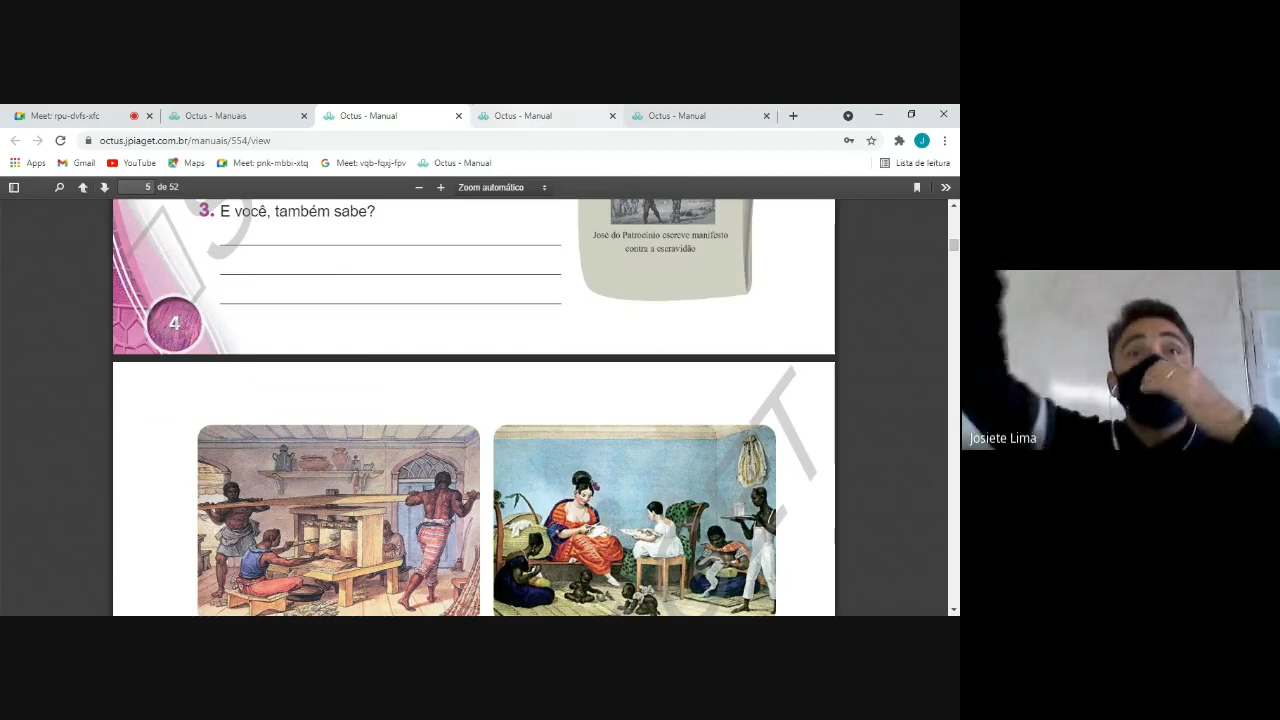 Meet: rpu-dvfs-xfc
Octus - Manuais
Octus - Manual
Octus - Manual
Octus - Manual
octus.jpiaget.com.br/manuais/554/view
J
Apps
Gmail
YouTube
Maps
Meet: pnk-mbbi-xtq
Meet: vqb-fqxj-fpv
Octus - Manual
Lista de leitura
5 de 52
Zoom automático
3. E você, também sabe?
José do Patrocínio escreve manifesto
contra a escravidão
4
Josiete Lima